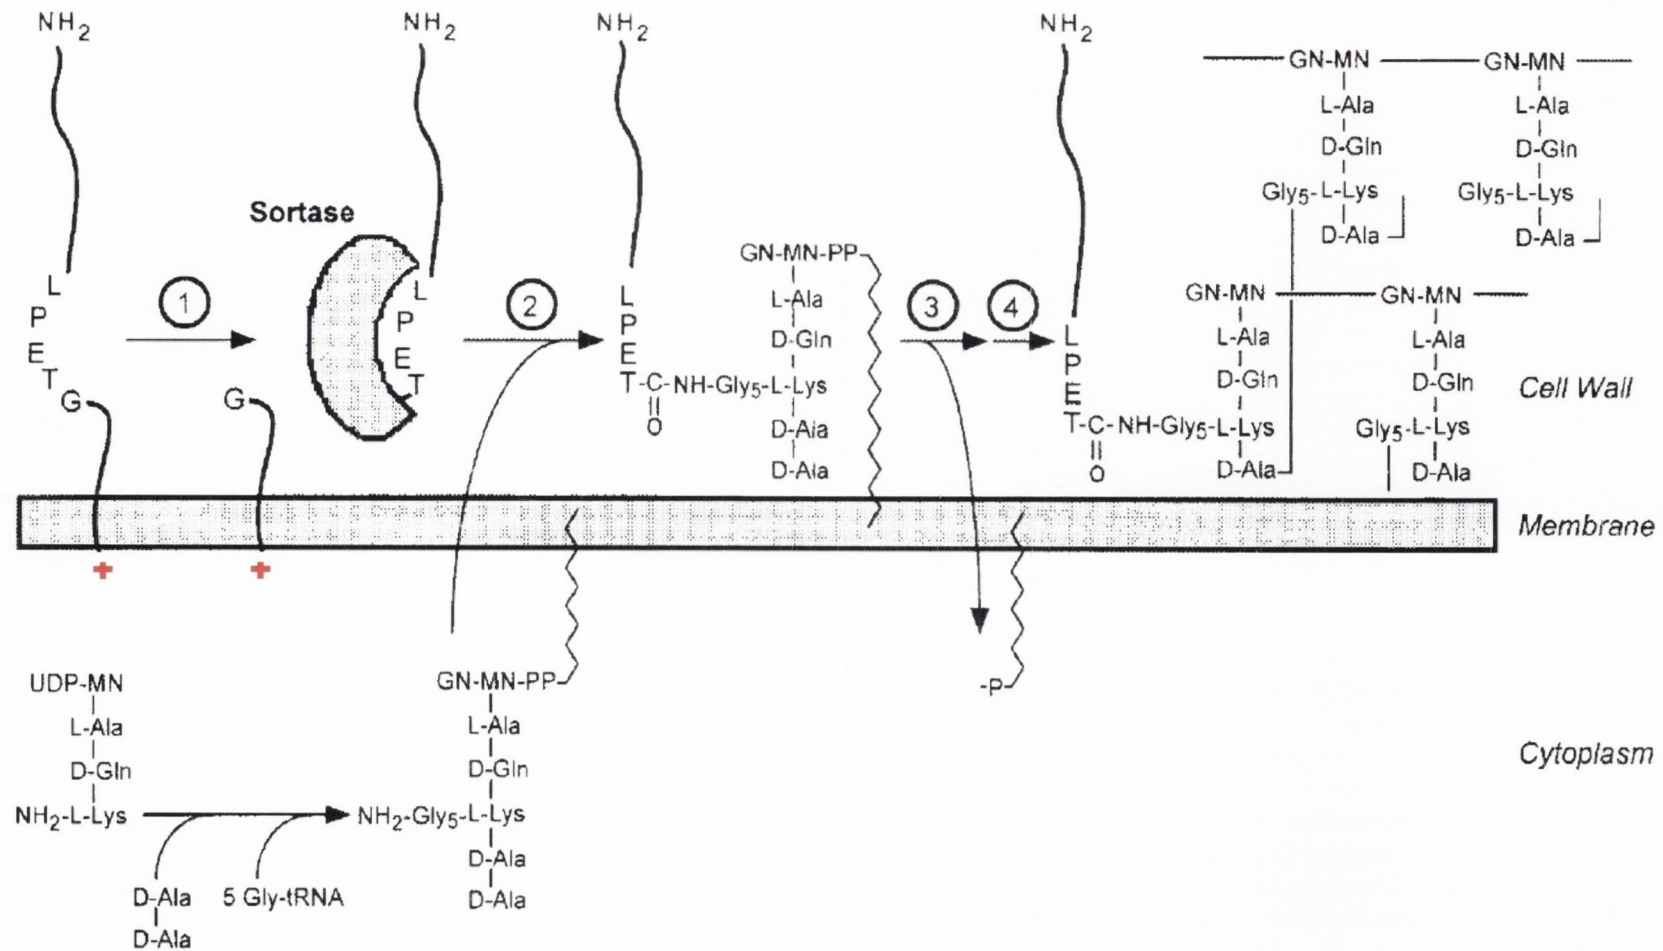 NH2
NH2
NH2
NH2
Sortase
L
P
E
T
G
1
G
L
P
E
T
2
L
P
E
T-C-NH-Gly5-L-Lys
O
GN-MN-PP
L-Ala
D-Gln
D-Ala
D-Ala
3
4
L
P
E
T-C-NH-Gly5-L-Lys
O
GN-MN
L-Ala
D-Gln
D-Ala
GN-MN
L-Ala
D-Gln
Gly5-L-Lys
D-Ala
GN-MN
L-Ala
D-Gln
Gly5-L-Lys
D-Ala
GN-MN
L-Ala
D-Gln
Gly5-L-Lys
D-Ala
Cell Wall
Membrane
+
+
UDP-MN
L-Ala
D-Gln
NH2-L-Lys
D-Ala
D-Ala
5 Gly-tRNA
GN-MN-PP
L-Ala
D-Gln
NH2-Gly5-L-Lys
D-Ala
D-Ala
-P
Cytoplasm